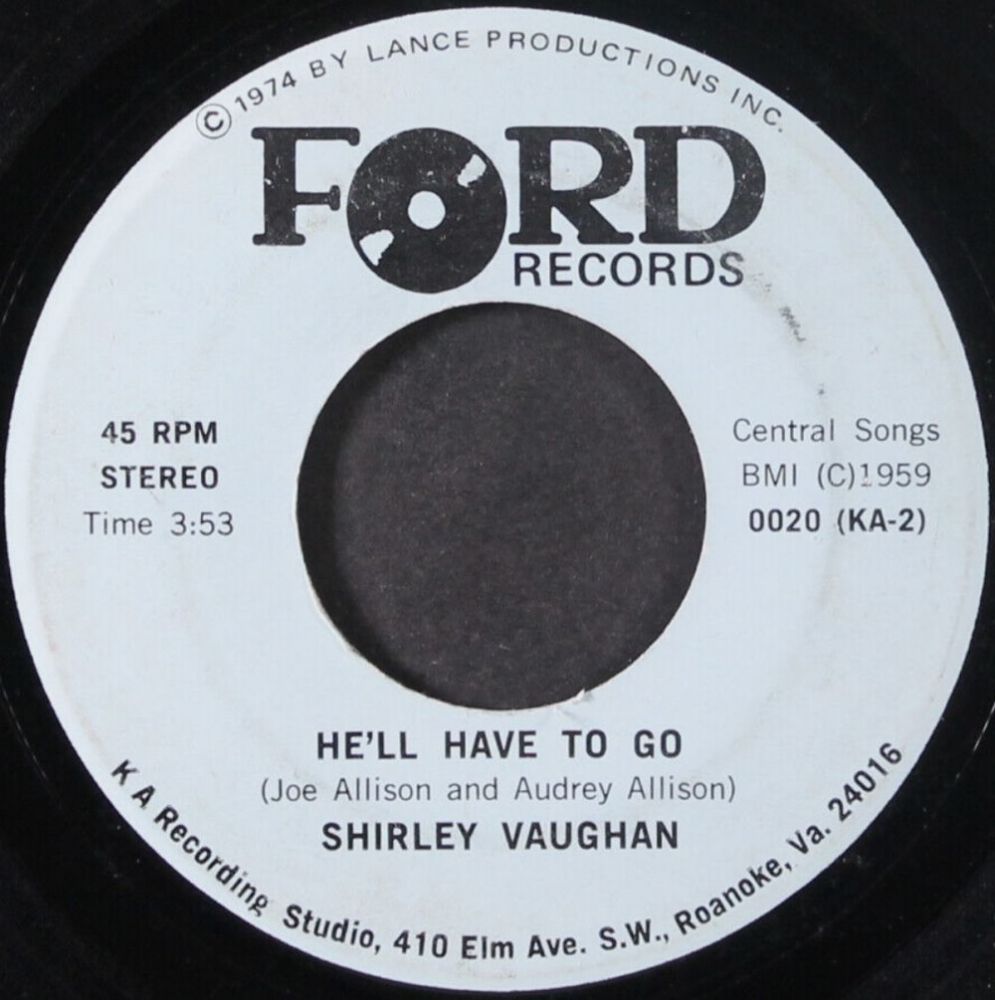 © 1974 BY LANCE PRODUCTIONS INC.
FORD
RECORDS
45 RPM
STEREO
Time 3:53
Central Songs
BMI (C)1959
0020 (KA-2)
HE'LL HAVE TO GO
(Joe Allison and Audrey Allison)
SHIRLEY VAUGHAN
K A Recording Studio, 410 Elm Ave. S.W., Roanoke, Va. 24016